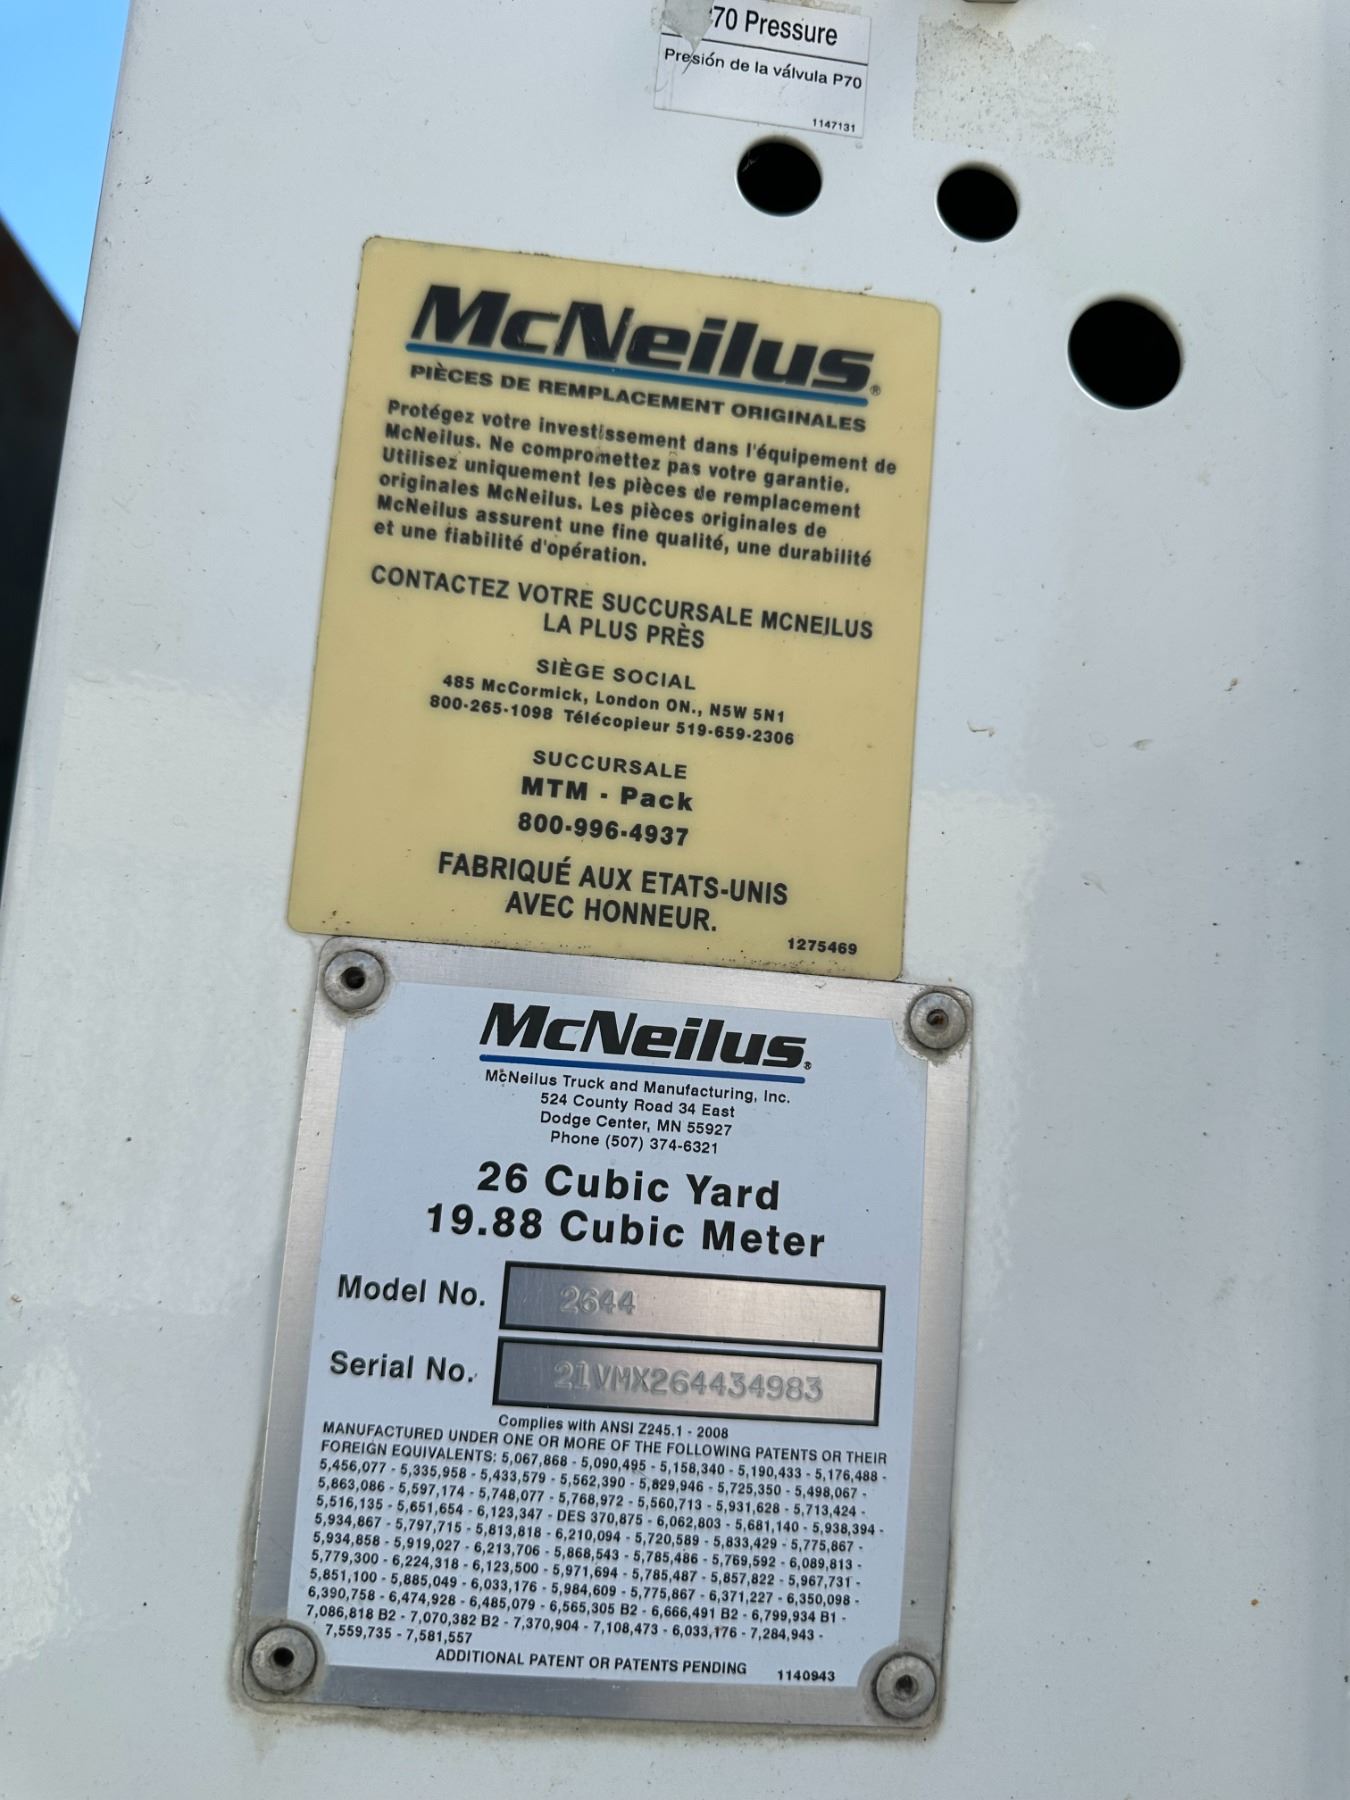 70 Pressure
Presión de la válvula P70
1147131
McNeilus®
PIÈCES DE REMPLACEMENT ORIGINALES
Protégez votre investissement dans l'équipement de
McNeilus. Ne compromettez pas votre garantie.
Utilisez uniquement les pièces de remplacement
originales McNeilus. Les pièces originales de
McNeilus assurent une fine qualité, une durabilité
et une fiabilité d'opération.
CONTACTEZ VOTRE SUCCURSALE MCNEILUS
LA PLUS PRÈS
SIÈGE SOCIAL
485 McCormick, London ON., N5W 5N1
800-265-1098 Télécopieur 519-659-2306
SUCCURSALE
MTM - Pack
800-996-4937
FABRIQUÉ AUX ETATS-UNIS
AVEC HONNEUR.
1275469
McNeilus®
McNeilus Truck and Manufacturing, Inc.
524 County Road 34 East
Dodge Center, MN 55927
Phone (507) 374-6321
26 Cubic Yard
19.88 Cubic Meter
Model No. 2644
Serial No. 21VMX264434983
Complies with ANSI Z245.1 - 2008
MANUFACTURED UNDER ONE OR MORE OF THE FOLLOWING PATENTS OR THEIR
FOREIGN EQUIVALENTS: 5,067,868 - 5,090,495 - 5,158,340 - 5,190,433 - 5,176,488 -
5,456,077 - 5,335,958 - 5,433,579 - 5,562,390 - 5,829,946 - 5,725,350 - 5,498,067 -
5,863,086 - 5,597,174 - 5,748,077 - 5,768,972 - 5,560,713 - 5,931,628 - 5,713,424 -
5,516,135 - 5,651,654 - 6,123,347 - DES 370,875 - 6,062,803 - 5,681,140 - 5,938,394 -
5,934,867 - 5,797,715 - 5,813,818 - 6,210,094 - 5,720,589 - 5,833,429 - 5,775,867 -
5,934,858 - 5,919,027 - 6,213,706 - 5,868,543 - 5,785,486 - 5,769,592 - 6,089,813 -
5,779,300 - 6,224,318 - 6,123,500 - 5,971,694 - 5,785,487 - 5,857,822 - 5,967,731 -
5,851,100 - 5,885,049 - 6,033,176 - 5,984,609 - 5,775,867 - 6,371,227 - 6,350,098 -
6,390,758 - 6,474,928 - 6,485,079 - 6,565,305 B2 - 6,666,491 B2 - 6,799,934 B1 -
7,086,818 B2 - 7,070,382 B2 - 7,370,904 - 7,108,473 - 6,033,176 - 7,284,943 -
7,559,735 - 7,581,557
ADDITIONAL PATENT OR PATENTS PENDING 1140943